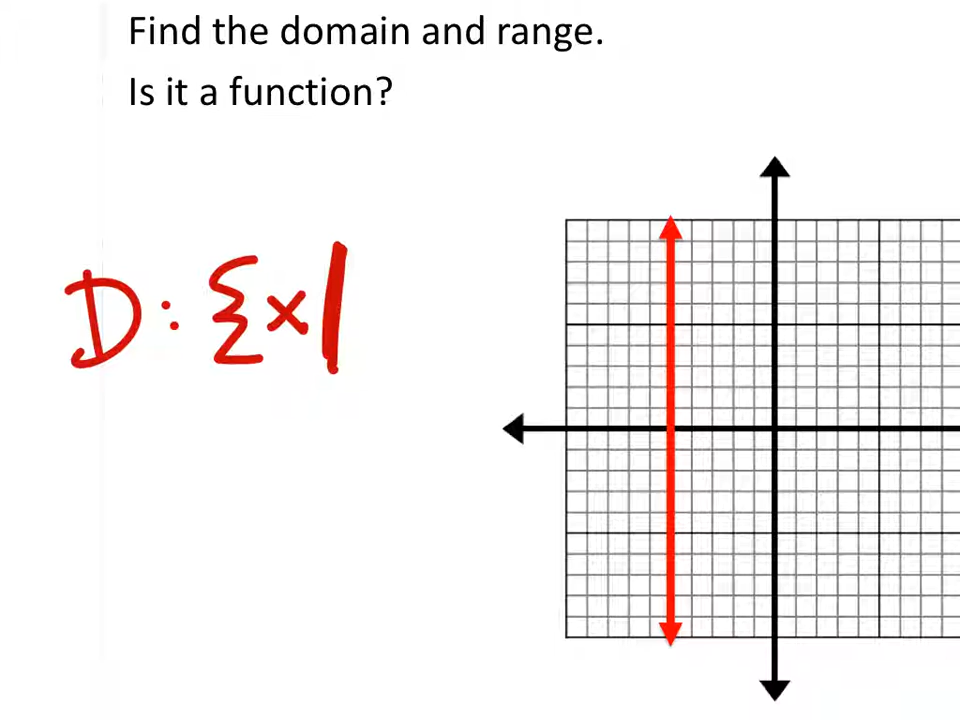 Find the domain and range.
Is it a function?
D: {x|